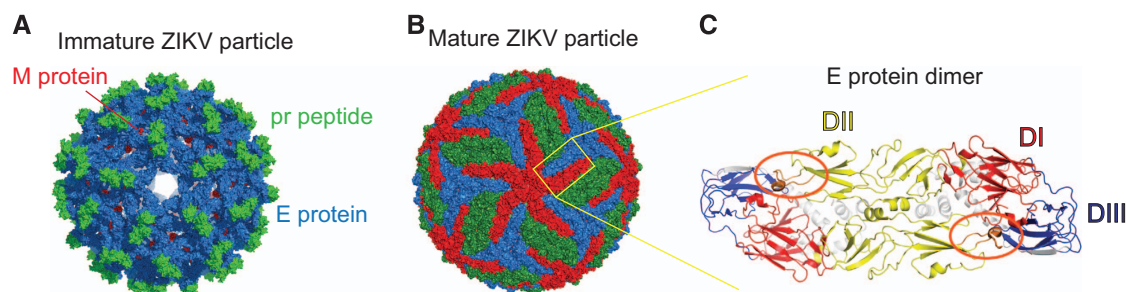 A
Immature ZIKV particle
M protein
pr peptide
E protein
B
Mature ZIKV particle
C
E protein dimer
DII
DI
DIII